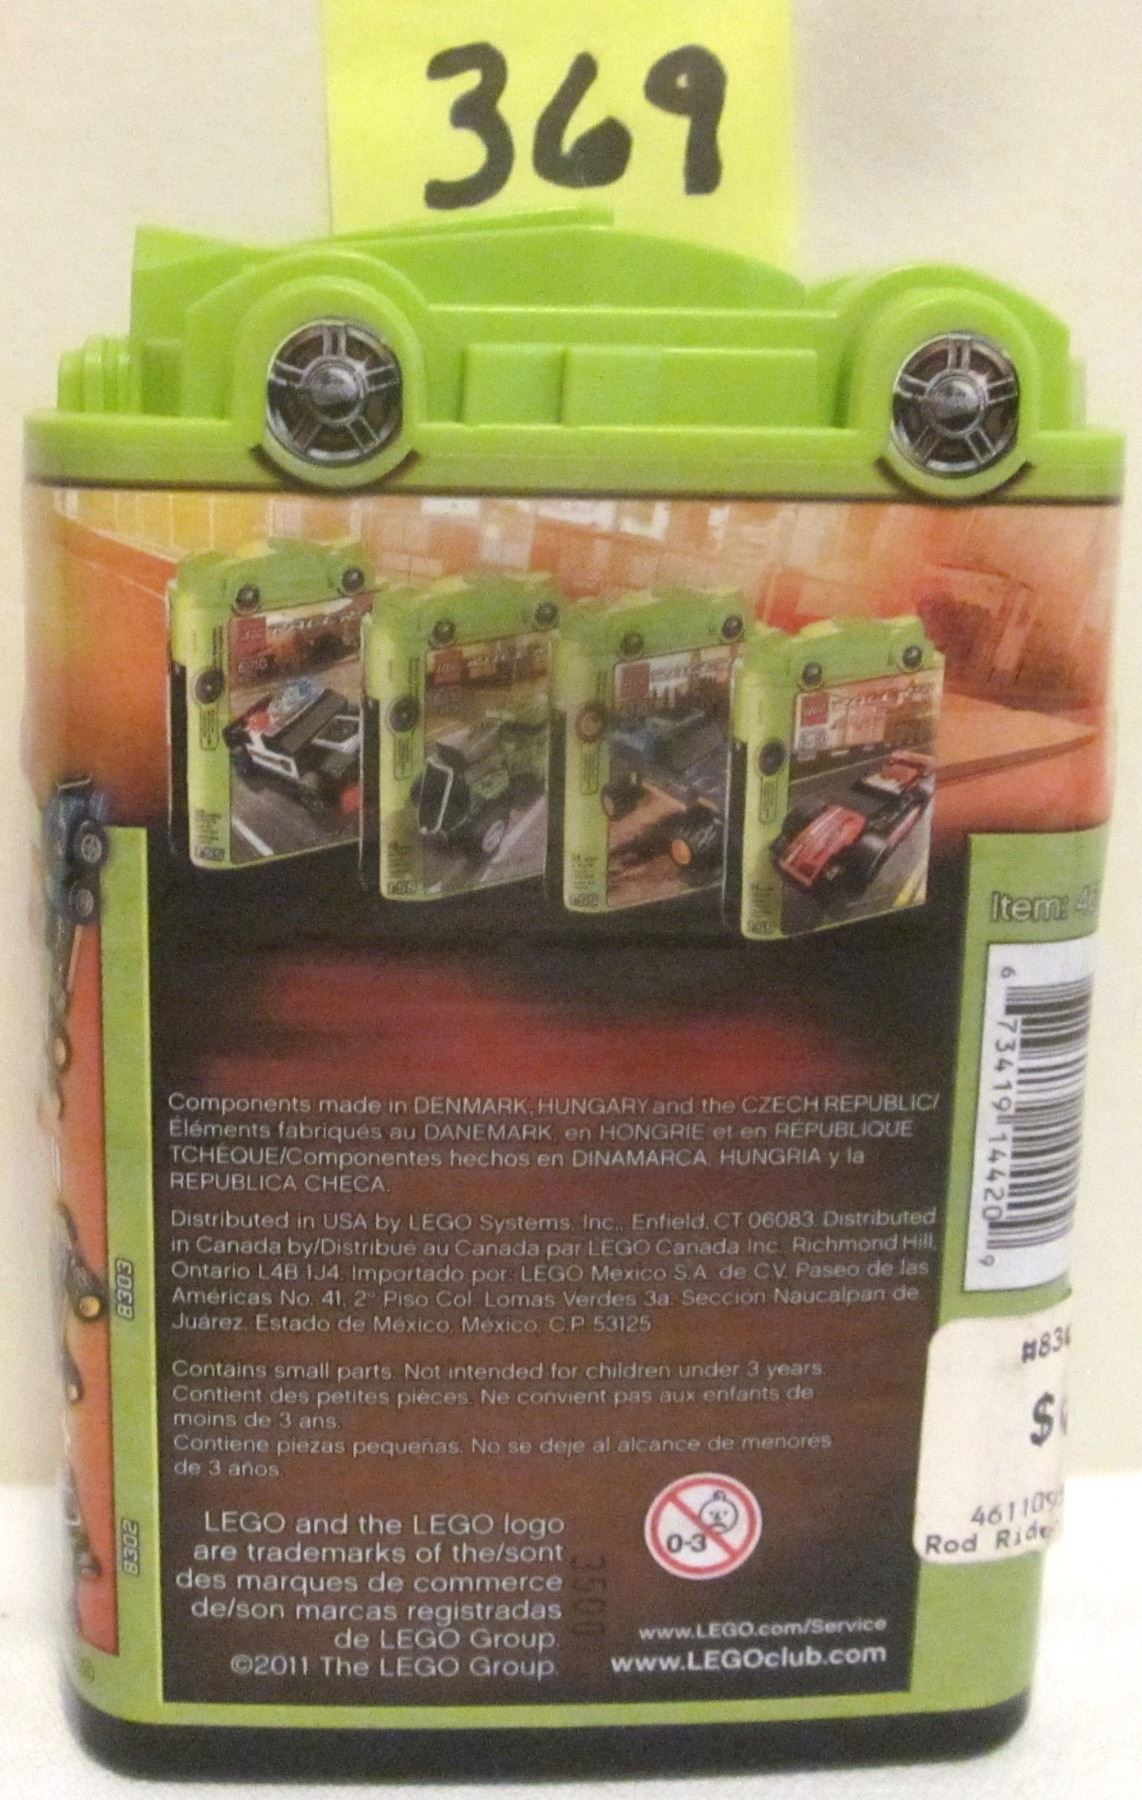 369
Item:
6 73419 14420 9
Components made in DENMARK, HUNGARY and the CZECH REPUBLIC/
Éléments fabriqués au DANEMARK, en HONGRIE et en RÉPUBLIQUE
TCHÈQUE/Componentes hechos en DINAMARCA, HUNGRIA y la
REPUBLICA CHECA.
Distributed in USA by LEGO Systems, Inc., Enfield, CT 06083. Distributed
in Canada by/Distribué au Canada par LEGO Canada Inc. Richmond Hill,
Ontario L4B 1J4. Importado por: LEGO Mexico S.A. de CV. Paseo de las
Américas No. 41, 2° Piso Col. Lomas Verdes 3a. Sección Naucalpan de
Juárez, Estado de México, México, C.P. 53125
Contains small parts. Not intended for children under 3 years.
Contient des petites pièces. Ne convient pas aux enfants de
moins de 3 ans.
Contiene piezas pequeñas. No se deje al alcance de menores
de 3 años.
LEGO and the LEGO logo
are trademarks of the/sont
des marques de commerce
de/son marcas registradas
de LEGO Group.
©2011 The LEGO Group.
0-3
www.LEGO.com/Service
www.LEGOclub.com
8303
8302
$
Rod